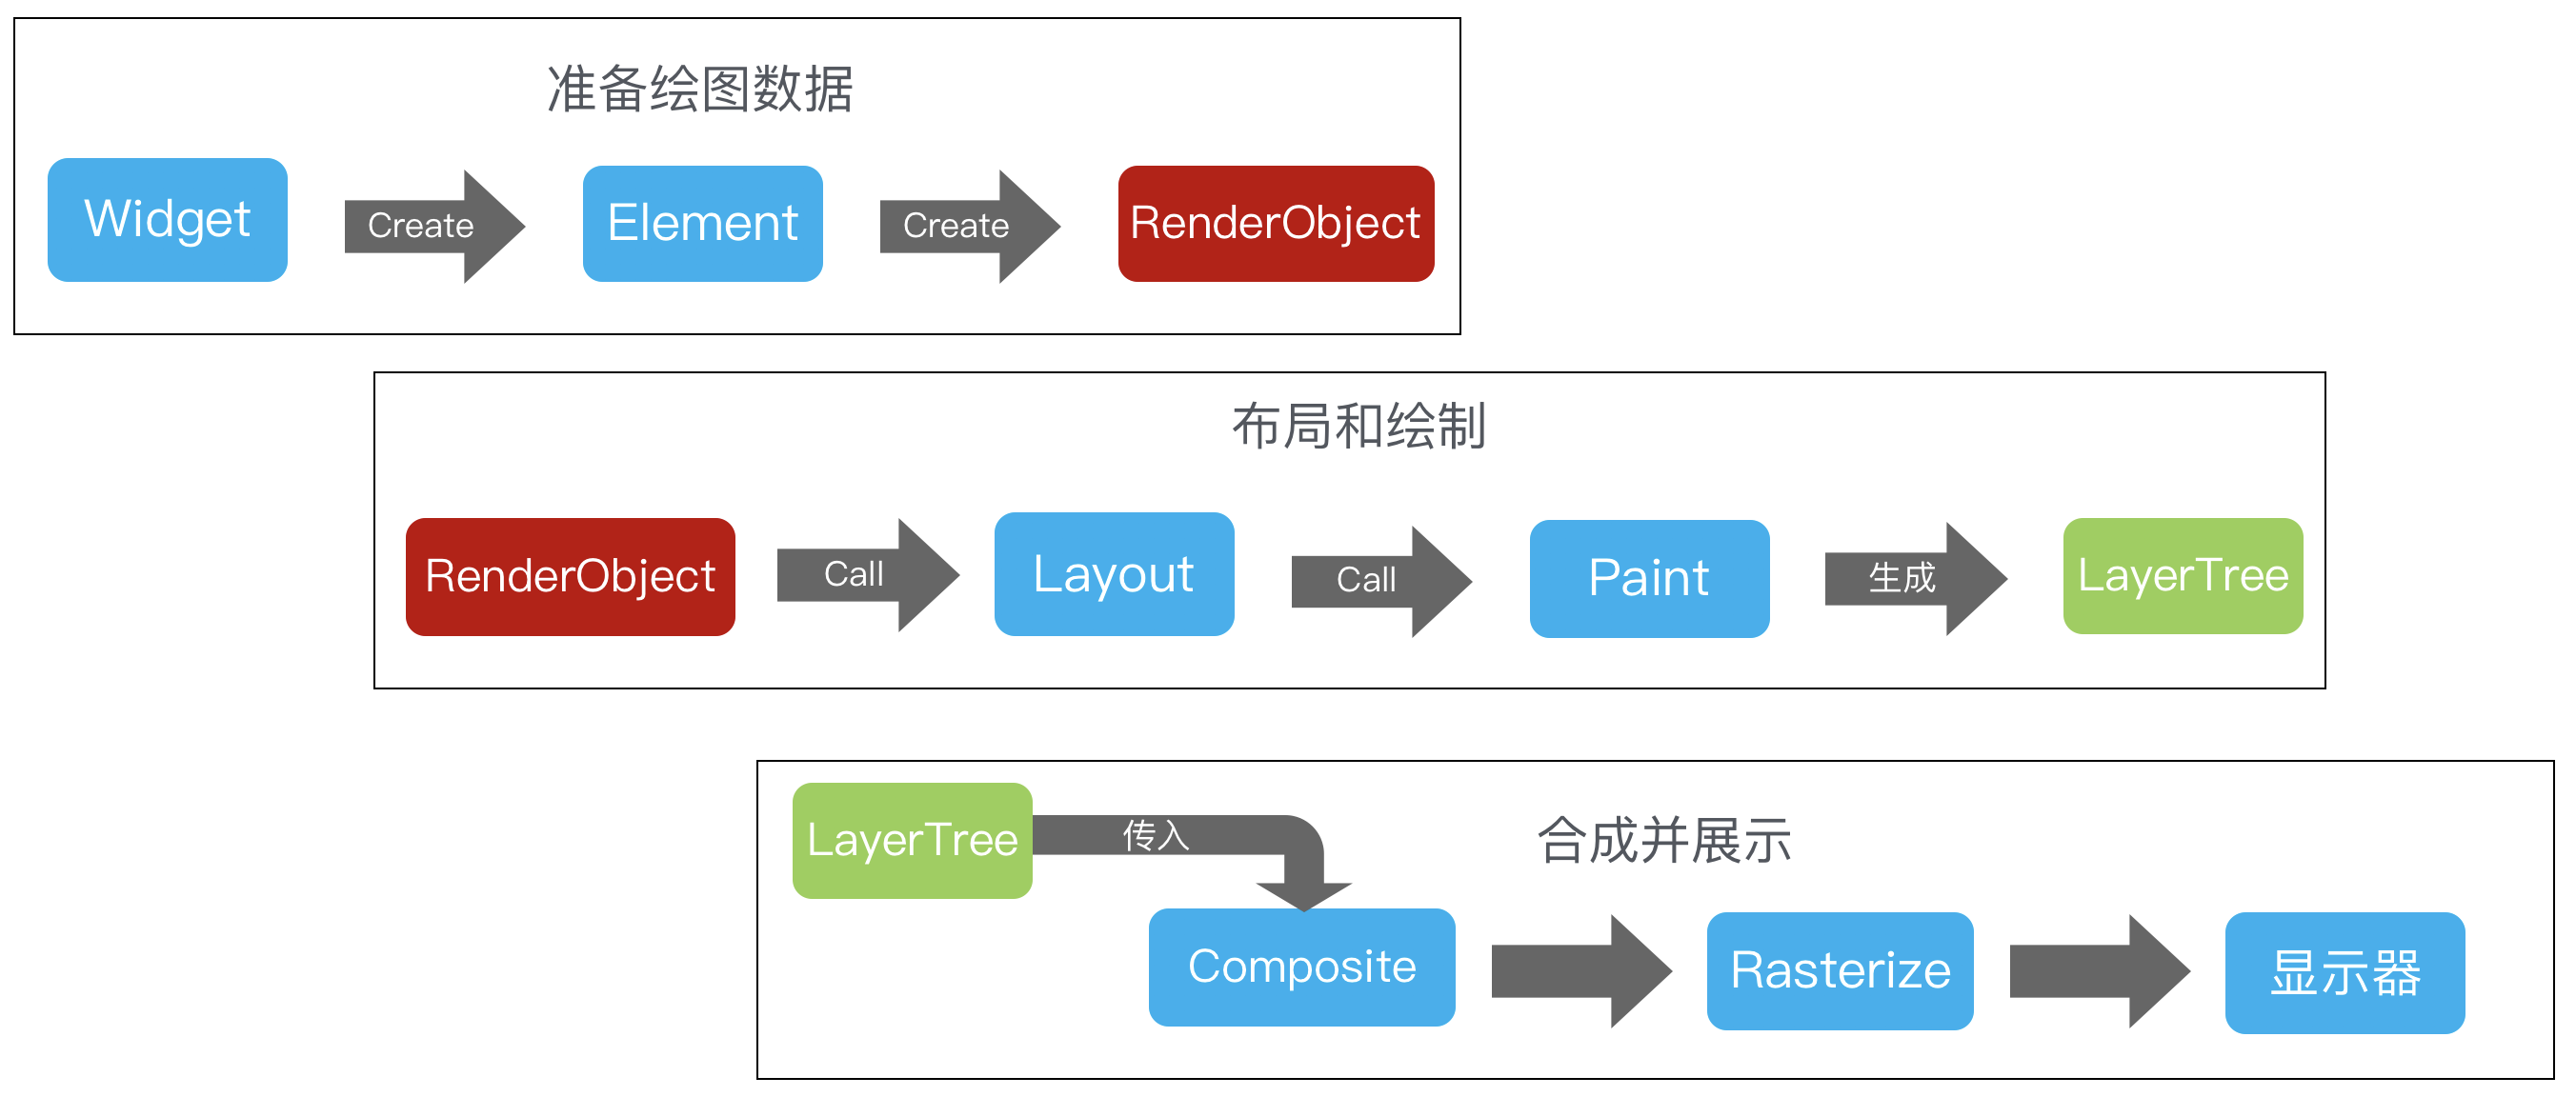 准备绘图数据
Widget
Create
Element
Create
RenderObject
布局和绘制
RenderObject
Call
Layout
Call
Paint
生成
LayerTree
LayerTree
传入
合成并展示
Composite
Rasterize
显示器